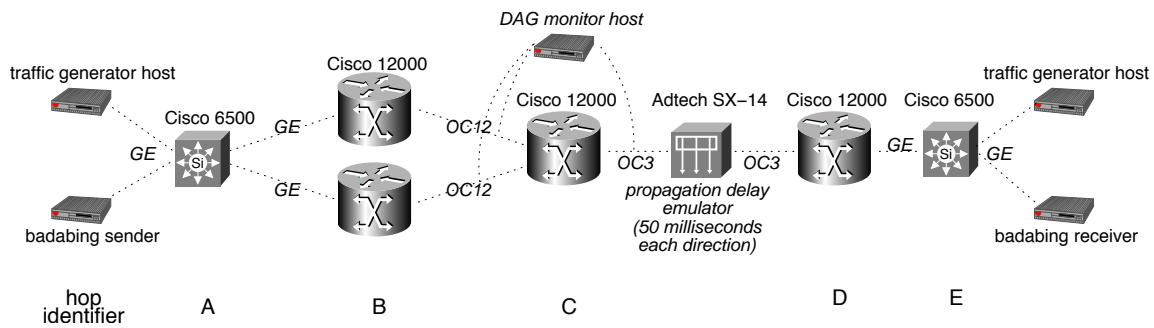 DAG monitor host
traffic generator host
Cisco 12000
traffic generator host
Cisco 6500
Cisco 12000
Adtech SX−14
Cisco 12000
Cisco 6500
GE
Si
GE
OC12
OC3
OC3
GE
Si
GE
GE
OC12
propagation delay
emulator
(50 milliseconds
each direction)
badabing sender
badabing receiver
hop
identifier
A
B
C
D
E